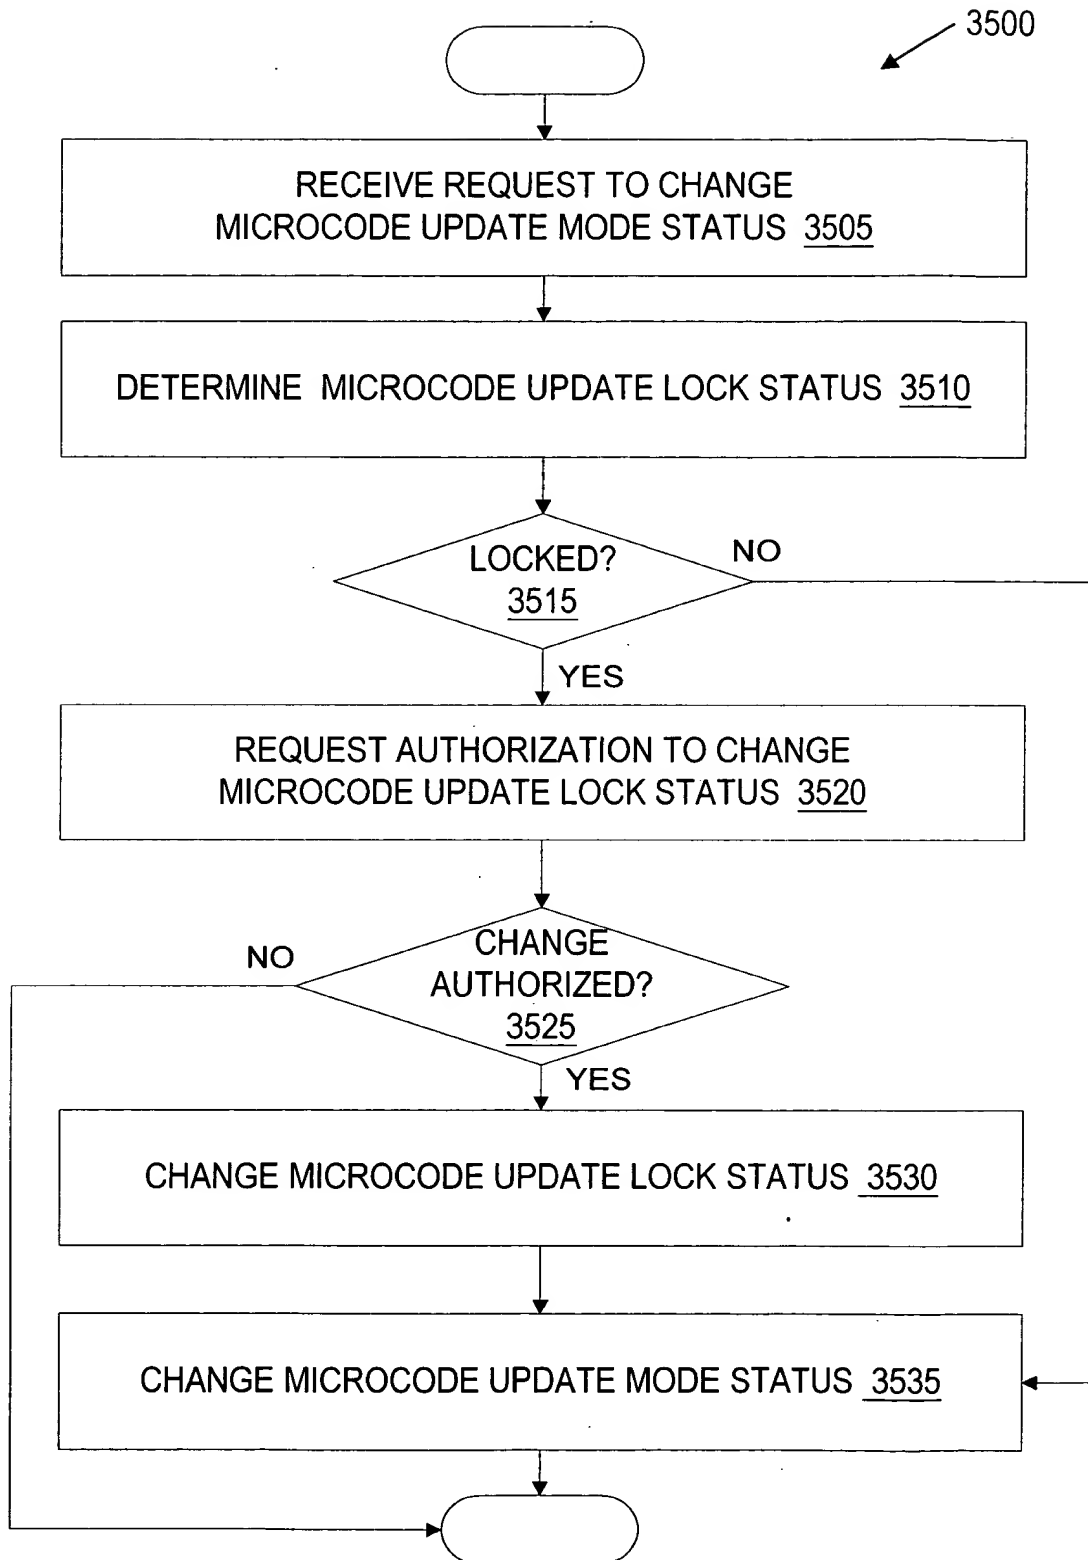 3500
RECEIVE REQUEST TO CHANGE
MICROCODE UPDATE MODE STATUS 3505
DETERMINE MICROCODE UPDATE LOCK STATUS 3510
LOCKED?
3515
NO
YES
REQUEST AUTHORIZATION TO CHANGE
MICROCODE UPDATE LOCK STATUS 3520
NO
CHANGE
AUTHORIZED?
3525
YES
CHANGE MICROCODE UPDATE LOCK STATUS 3530
CHANGE MICROCODE UPDATE MODE STATUS 3535